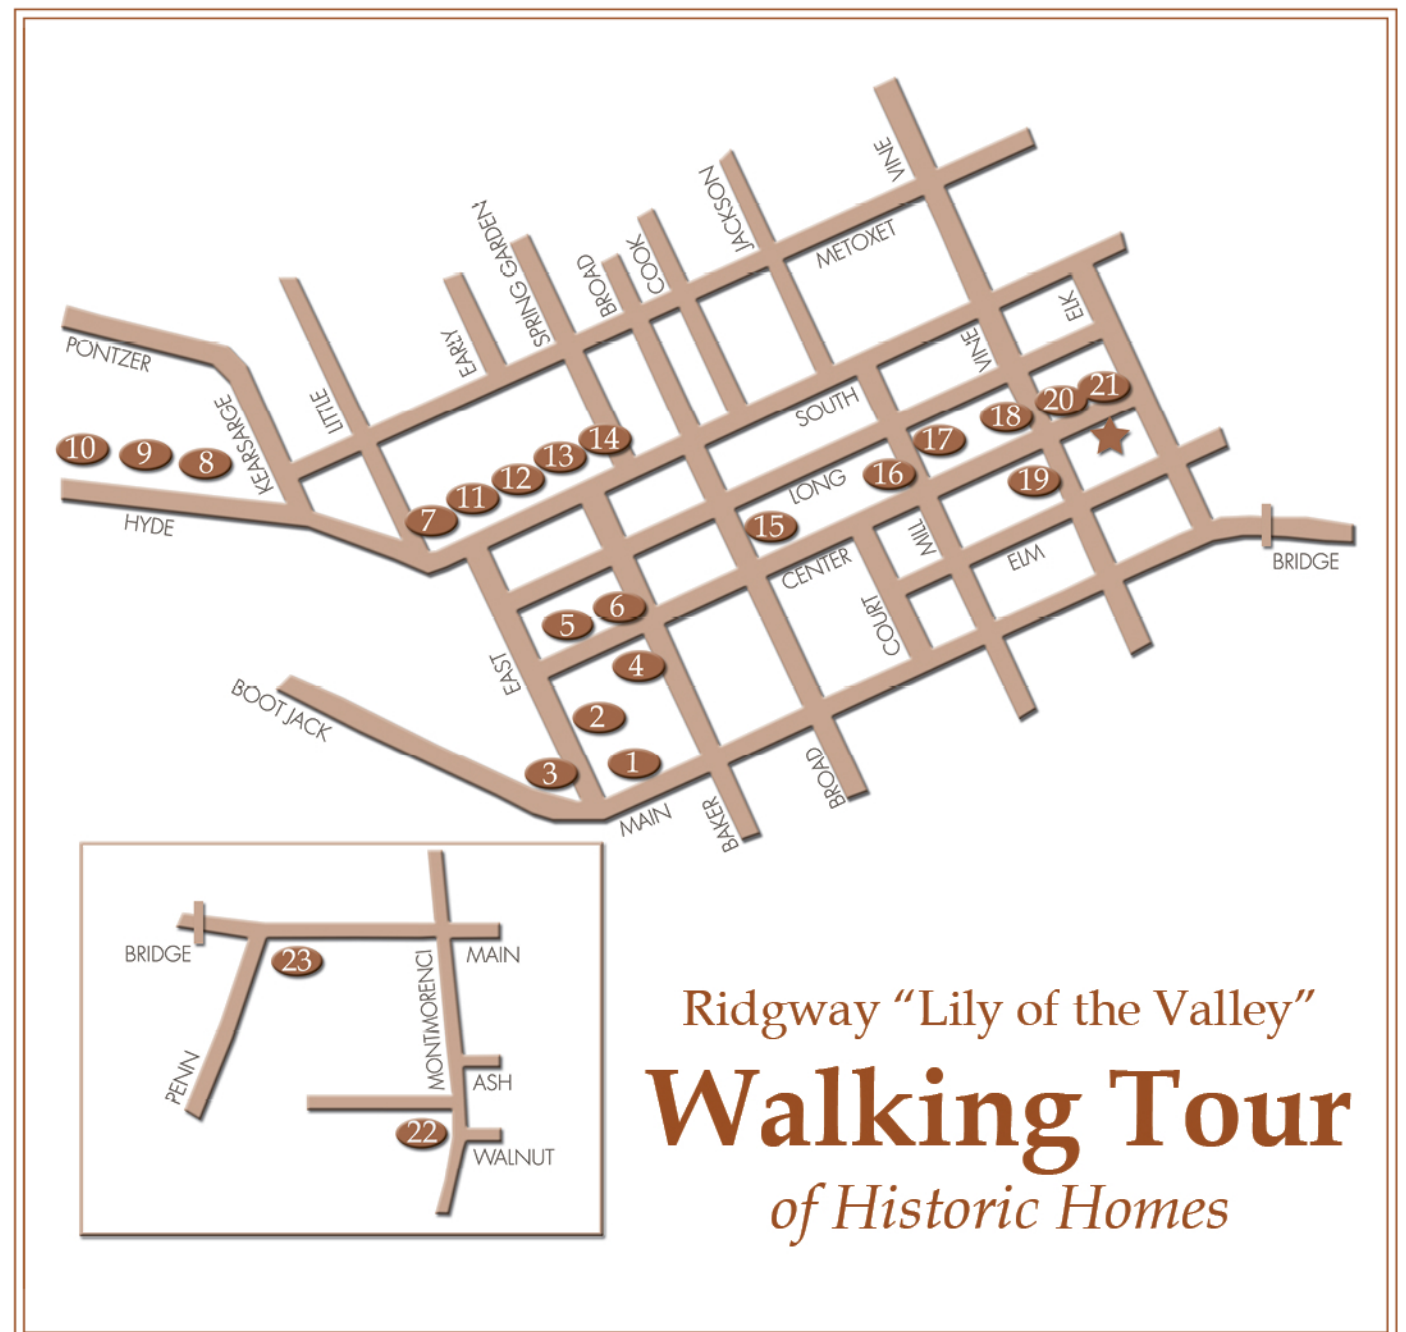 VINE
JACKSON
METOXET
SPRING GARDEN
COOK
BROAD
EARLY
ELK
PONTZER
KEARSARGE
LITTLE
VINE
SOUTH
10
9
8
7
11
12
13
14
21
20
18
17
16
19
15
LONG
HYDE
CENTER
MILL
ELM
BRIDGE
COURT
5
6
4
EAST
2
1
3
BOOT JACK
MAIN
BAKER
BROAD
BRIDGE
23
MAIN
MONTMORENCI
PENN
ASH
22
WALNUT
Ridgway “Lily of the Valley”
Walking Tour
of Historic Homes